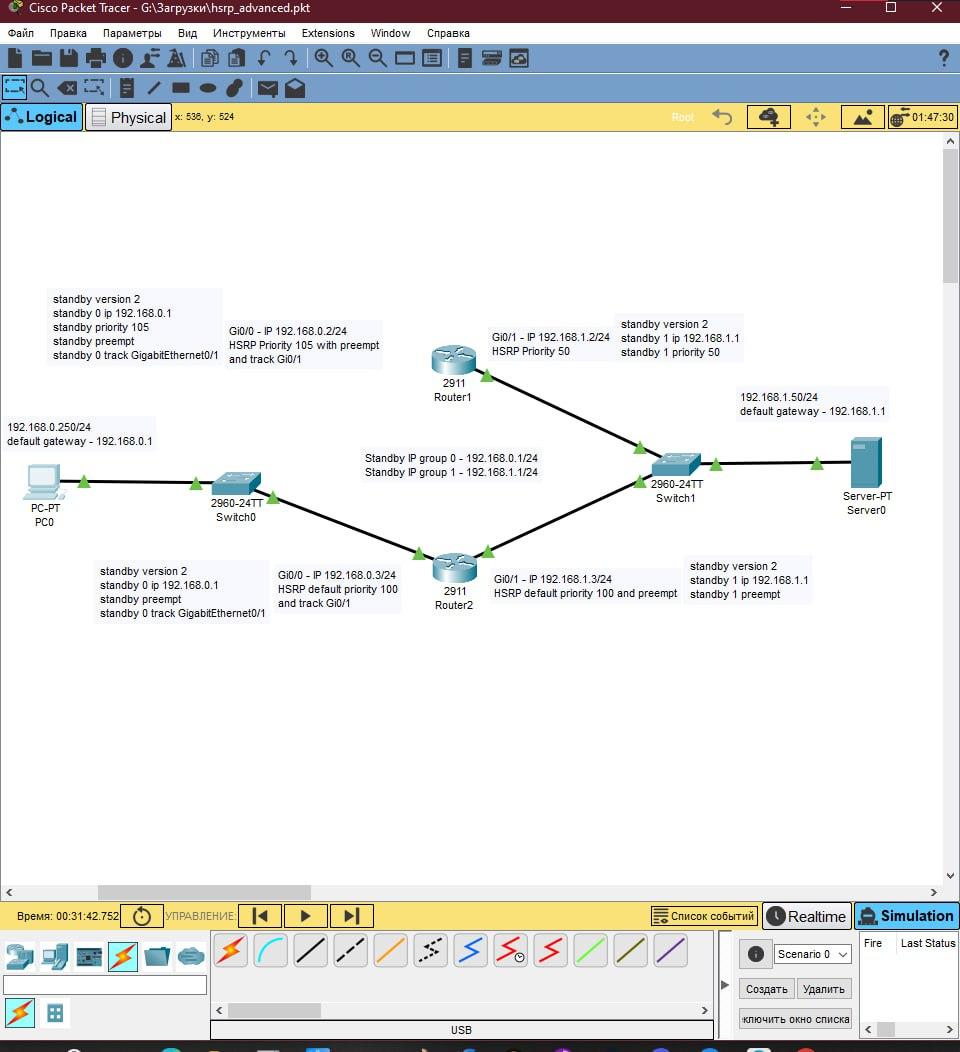 Cisco Packet Tracer - G:\Загрузки\hsrp_advanced.pkt
Файл Правка Параметры Вид Инструменты Extensions Window Справка
Logical Physical x: 536, y: 524 Root 01:47:30
standby version 2
standby 0 ip 192.168.0.1
standby priority 105
standby preempt
standby 0 track GigabitEthernet0/1
Gi0/0 - IP 192.168.0.2/24
HSRP Priority 105 with preempt
and track Gi0/1
2911
Router1
Gi0/1 - IP 192.168.1.2/24
HSRP Priority 50
standby version 2
standby 1 ip 192.168.1.1
standby 1 priority 50
192.168.1.50/24
default gateway - 192.168.1.1
192.168.0.250/24
default gateway - 192.168.0.1
Standby IP group 0 - 192.168.0.1/24
Standby IP group 1 - 192.168.1.1/24
PC-PT
PC0
2960-24TT
Switch0
2960-24TT
Switch1
Server-PT
Server0
standby version 2
standby 0 ip 192.168.0.1
standby preempt
standby 0 track GigabitEthernet0/1
Gi0/0 - IP 192.168.0.3/24
HSRP default priority 100
and track Gi0/1
2911
Router2
Gi0/1 - IP 192.168.1.3/24
HSRP default priority 100 and preempt
standby version 2
standby 1 ip 192.168.1.1
standby 1 preempt
Время: 00:31:42.752 УПРАВЛЕНИЕ: Список событий Realtime Simulation
Scenario 0
Создать Удалить
ключить окно списка
Fire Last Status
USB